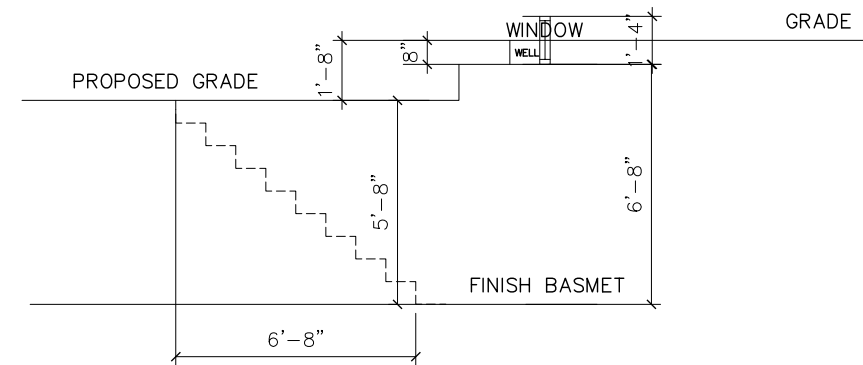 GRADE
WINDOW
WELL
1'-4"
8"
1'-8"
PROPOSED GRADE
5'-8"
6'-8"
FINISH BASMET
6'-8"